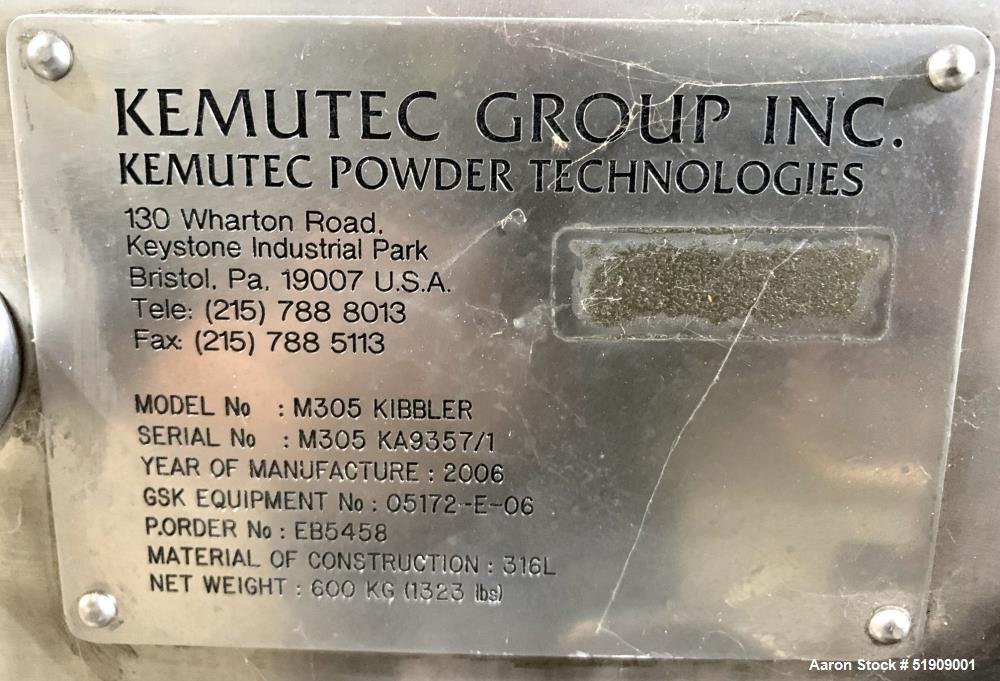 KEMUTEC GROUP INC.
KEMUTEC POWDER TECHNOLOGIES
130 Wharton Road,
Keystone Industrial Park
Bristol, Pa, 19007 U.S.A.
Tele: (215) 788 8013
Fax: (215) 788 5113
MODEL No : M305 KIBBLER
SERIAL No : M305 KA9357/1
YEAR OF MANUFACTURE : 2006
GSK EQUIPMENT No : 05172-E-06
P.ORDER No : EB5458
MATERIAL OF CONSTRUCTION : 316L
NET WEIGHT : 600 KG (1323 lbs)
Aaron Stock # 51909001